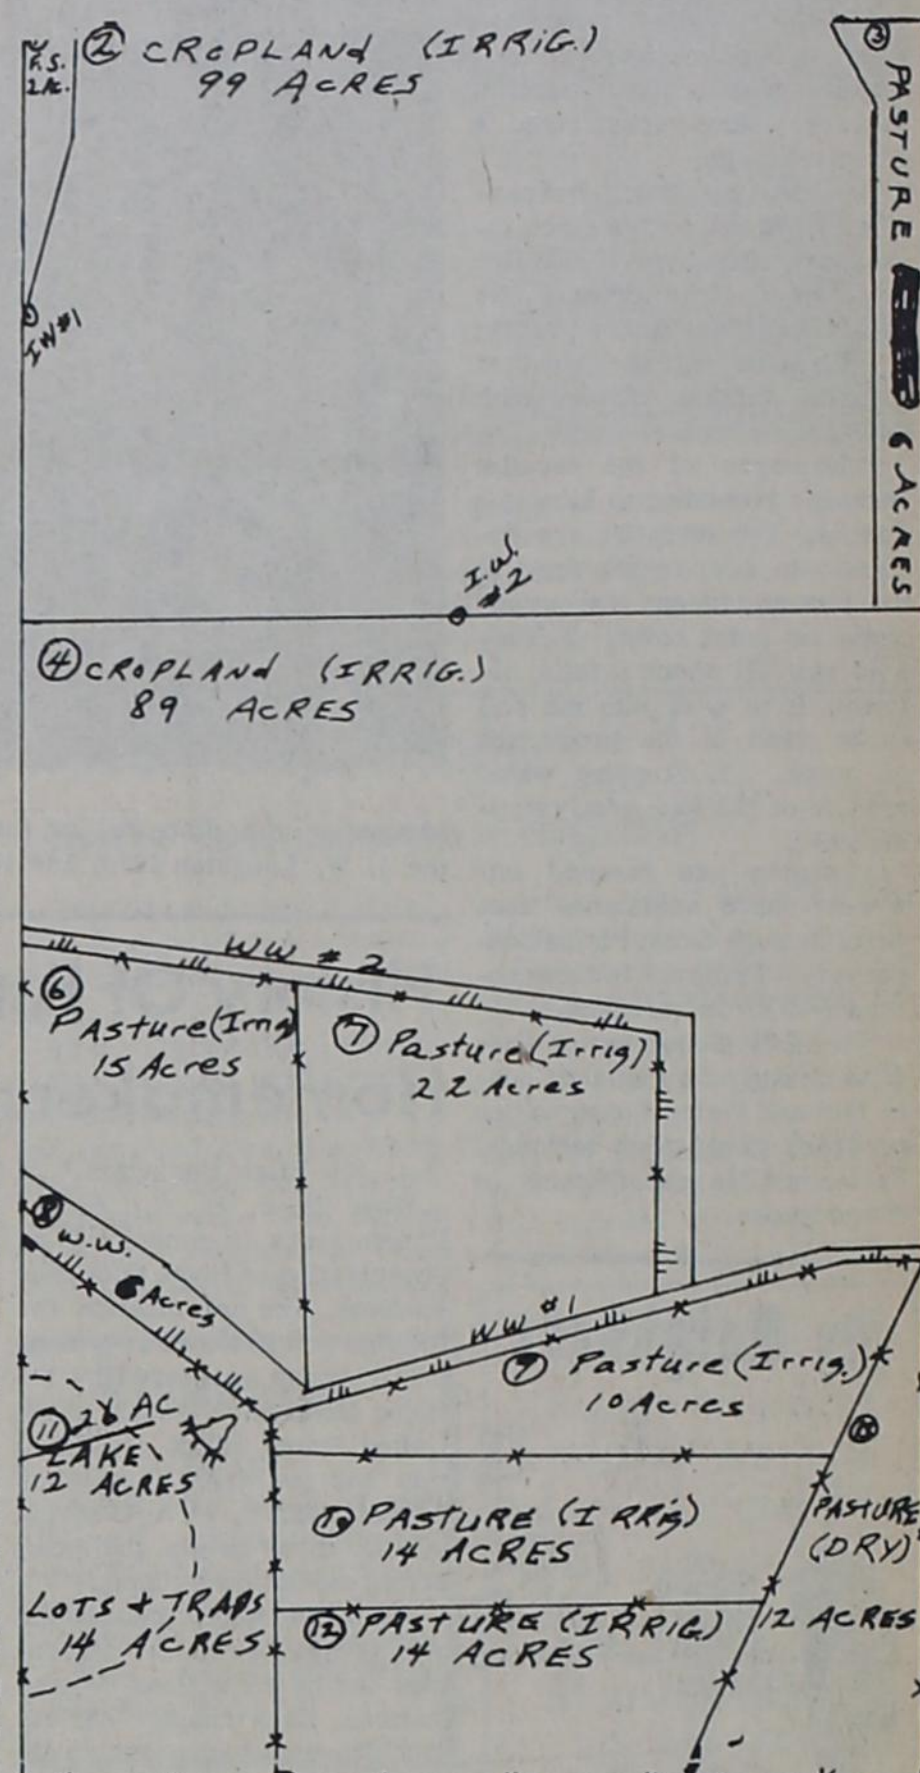 F.S.
2 Ac.
② CROPLANd (IRRiG.)
99 ACRES
③ PASTURE 6 ACRES
IW#1
I.W.
#2
④ CROPLANd (IRRIG.)
89 ACRES
WW # 2
⑥
PAsture (Irrig)
15 Acres
⑦ Pasture (Irrig)
22 Acres
⑧
W.W.
6 Acres
WW #1
⑨ Pasture (Irrig.)
10 Acres
⑪ 26 AC
LAKE
12 ACRES
⑩ PASTURE (IRRig)
14 ACRES
PASTURE
(DRY)
12 ACRES
LOTS & TRAPS
14 ACRES
⑫ PASTURE (IRRIG)
14 ACRES